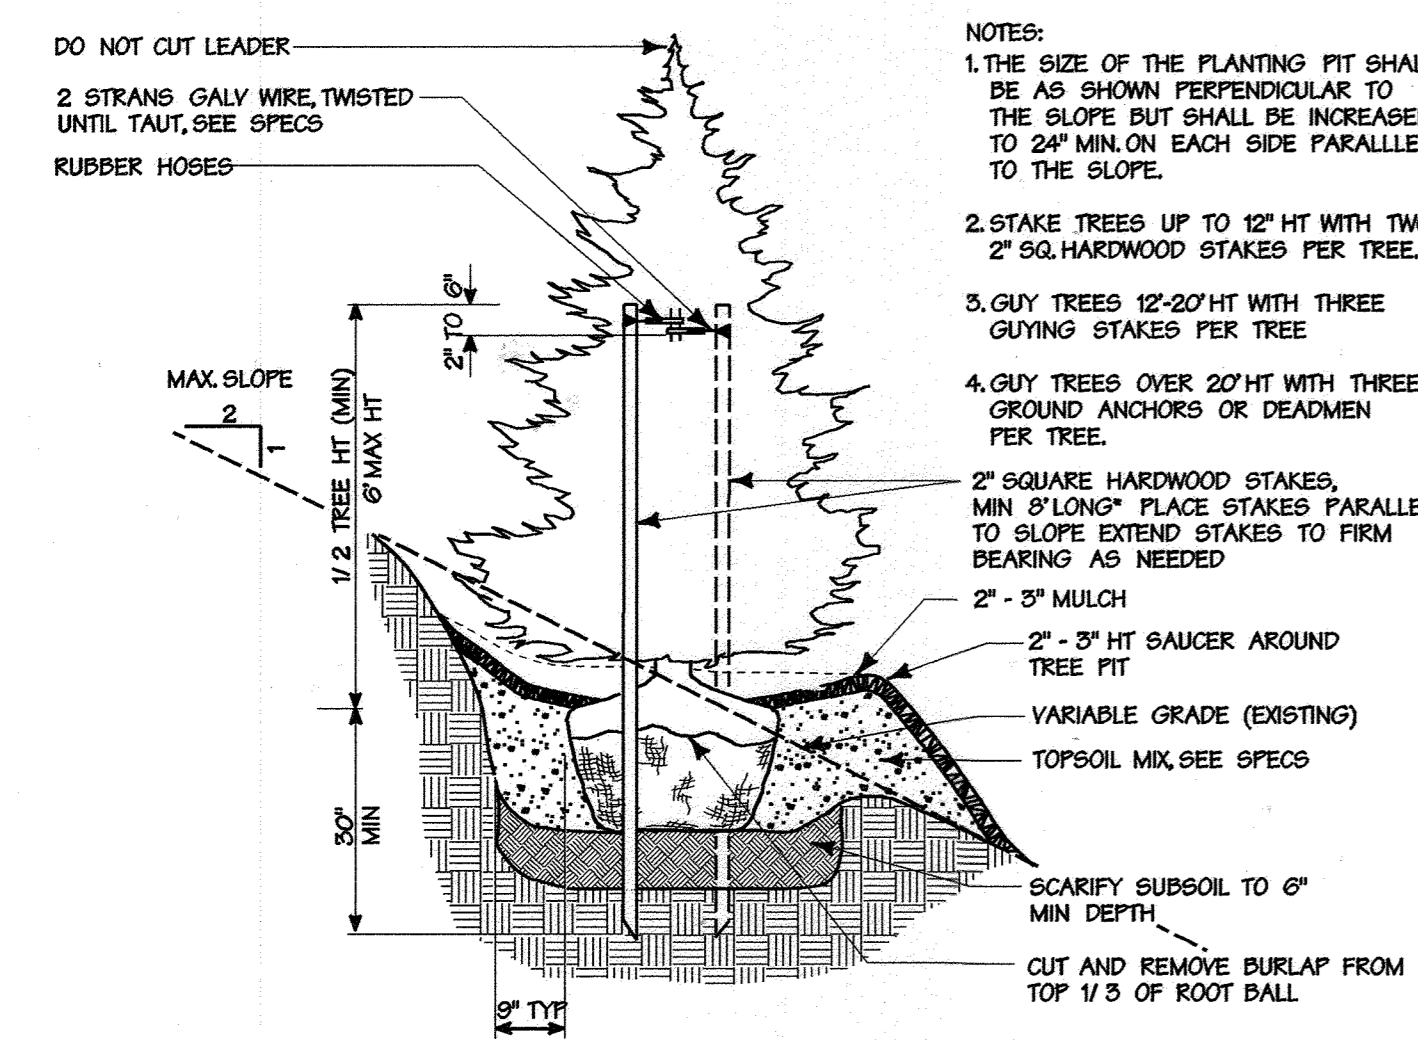 DO NOT CUT LEADER
2 STRANS GALV WIRE, TWISTED
UNTIL TAUT, SEE SPECS
RUBBER HOSES
2" TO 6"
MAX. SLOPE
2
1
1/2 TREE HT (MIN)
6' MAX HT
30"
MIN
9" TYP
NOTES:
1. THE SIZE OF THE PLANTING PIT SHAL
BE AS SHOWN PERPENDICULAR TO
THE SLOPE BUT SHALL BE INCREASE
TO 24" MIN. ON EACH SIDE PARALLLE
TO THE SLOPE.
2. STAKE TREES UP TO 12" HT WITH TW
2" SQ. HARDWOOD STAKES PER TREE.
3. GUY TREES 12'-20' HT WITH THREE
GUYING STAKES PER TREE
4. GUY TREES OVER 20' HT WITH THREE
GROUND ANCHORS OR DEADMEN
PER TREE.
2" SQUARE HARDWOOD STAKES,
MIN 8' LONG* PLACE STAKES PARALLE
TO SLOPE EXTEND STAKES TO FIRM
BEARING AS NEEDED
2" - 3" MULCH
2" - 3" HT SAUCER AROUND
TREE PIT
VARIABLE GRADE (EXISTING)
TOPSOIL MIX, SEE SPECS
SCARIFY SUBSOIL TO 6"
MIN DEPTH
CUT AND REMOVE BURLAP FROM
TOP 1/3 OF ROOT BALL